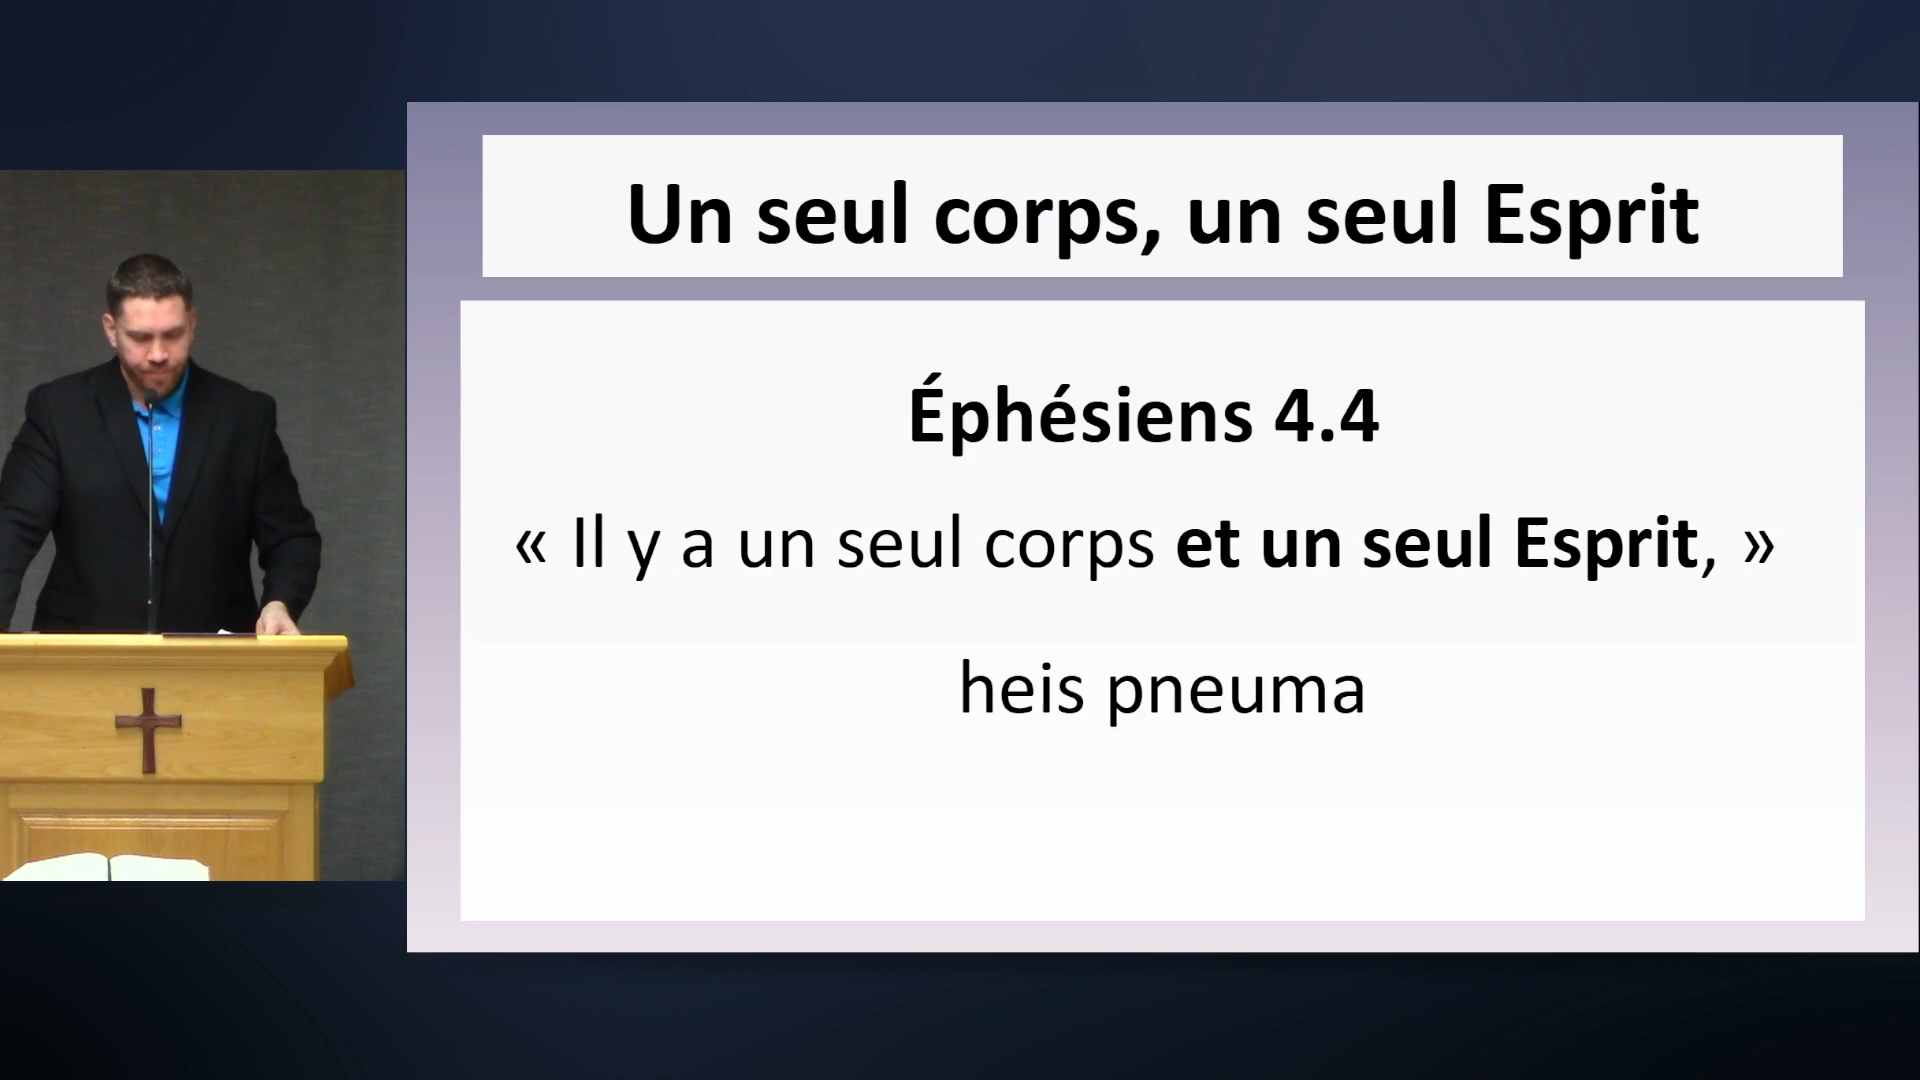 Un seul corps, un seul Esprit
Éphésiens 4.4
« Il y a un seul corps et un seul Esprit, »
heis pneuma